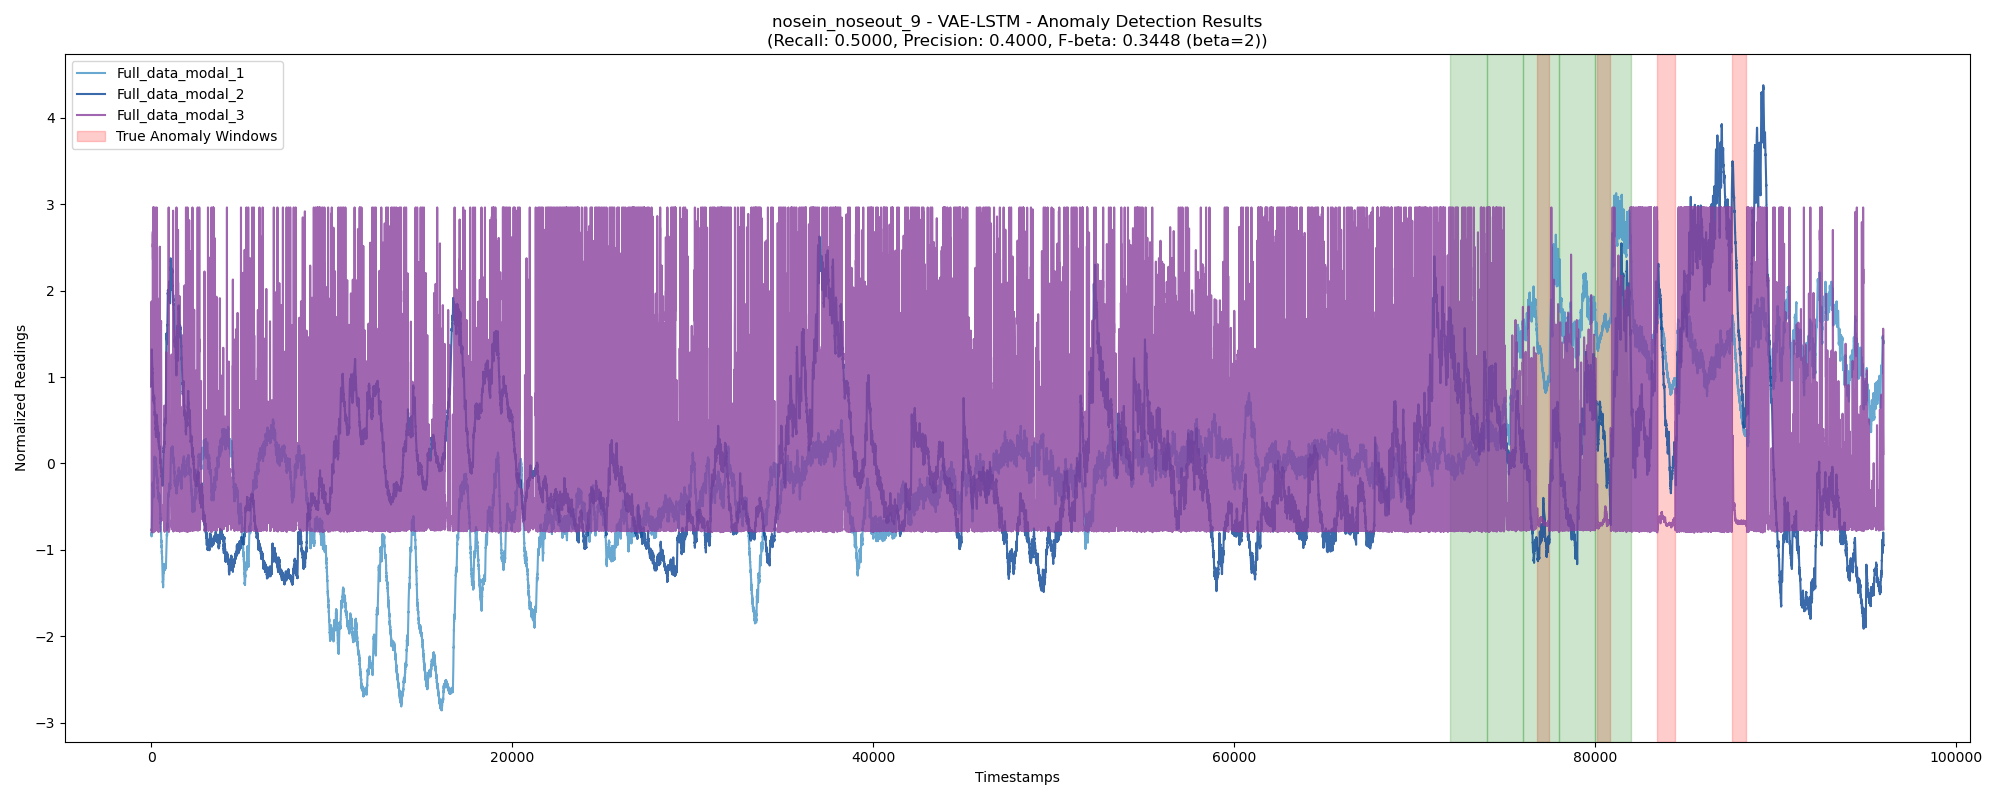 nosein_noseout_9 - VAE-LSTM - Anomaly Detection Results
(Recall: 0.5000, Precision: 0.4000, F-beta: 0.3448 (beta=2))
Full_data_modal_1
Full_data_modal_2
Full_data_modal_3
True Anomaly Windows
Normalized Readings
4
3
2
1
0
−1
−2
−3
0
20000
40000
60000
80000
100000
Timestamps